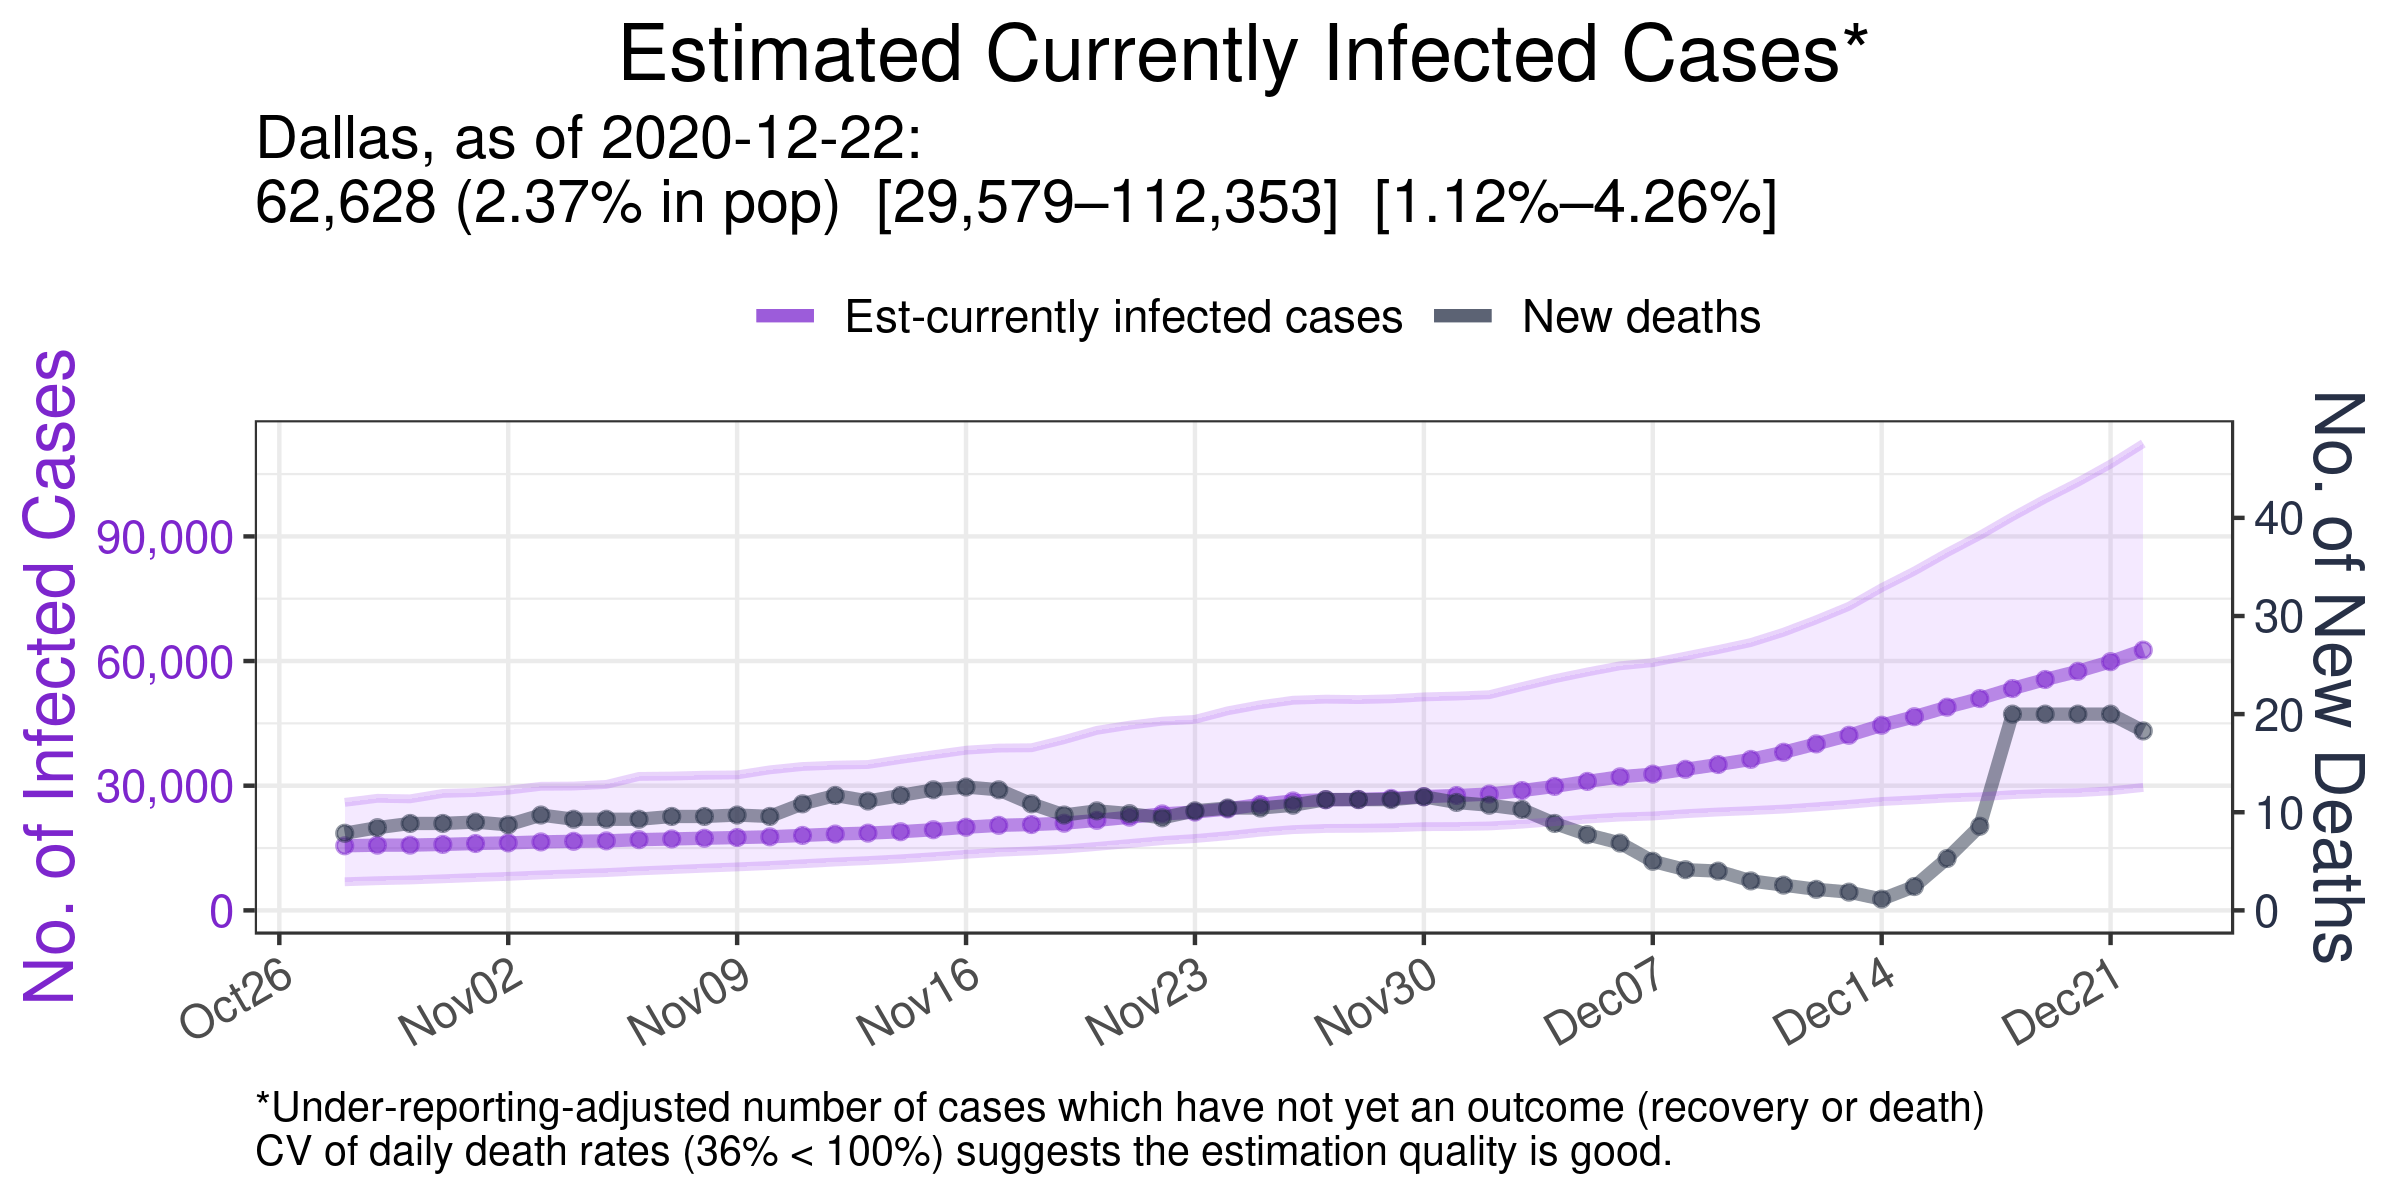 Estimated Currently Infected Cases*
Dallas, as of 2020-12-22:
62,628 (2.37% in pop)  [29,579–112,353]  [1.12%–4.26%]
Est-currently infected cases
New deaths
No. of Infected Cases
90,000
60,000
30,000
0
No. of New Deaths
40
30
20
10
0
Oct26
Nov02
Nov09
Nov16
Nov23
Nov30
Dec07
Dec14
Dec21
*Under-reporting-adjusted number of cases which have not yet an outcome (recovery or death)
CV of daily death rates (36% < 100%) suggests the estimation quality is good.